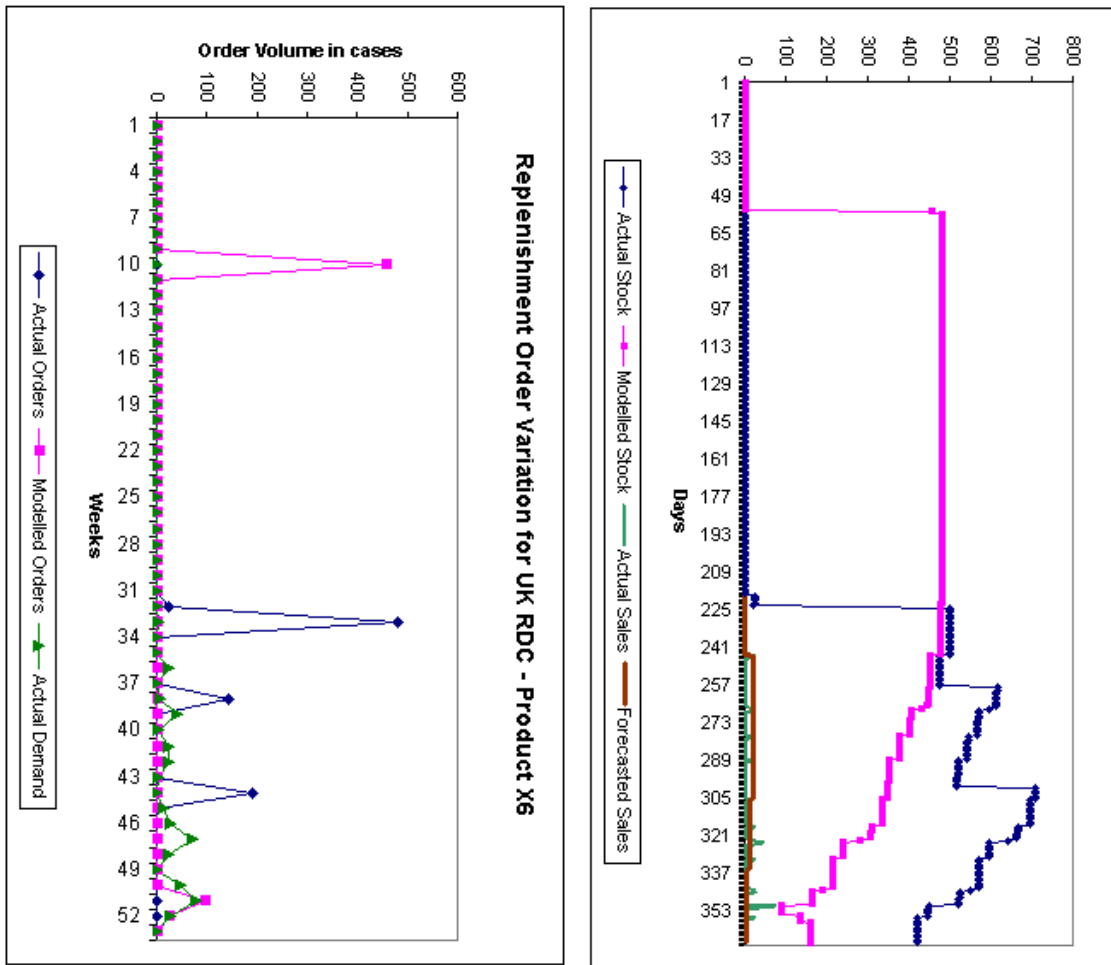 Replenishment Order Variation for UK RDC - Product X6
Order Volume in cases
600
500
400
300
200
100
0
1 4 7 10 13 16 19 22 25 28 31 34 37 40 43 46 49 52
Weeks
Actual Orders Modelled Orders Actual Demand
800
700
600
500
400
300
200
100
0
1 17 33 49 65 81 97 113 129 145 161 177 193 209 225 241 257 273 289 305 321 337 353
Days
Actual Stock Modelled Stock Actual Sales Forecasted Sales